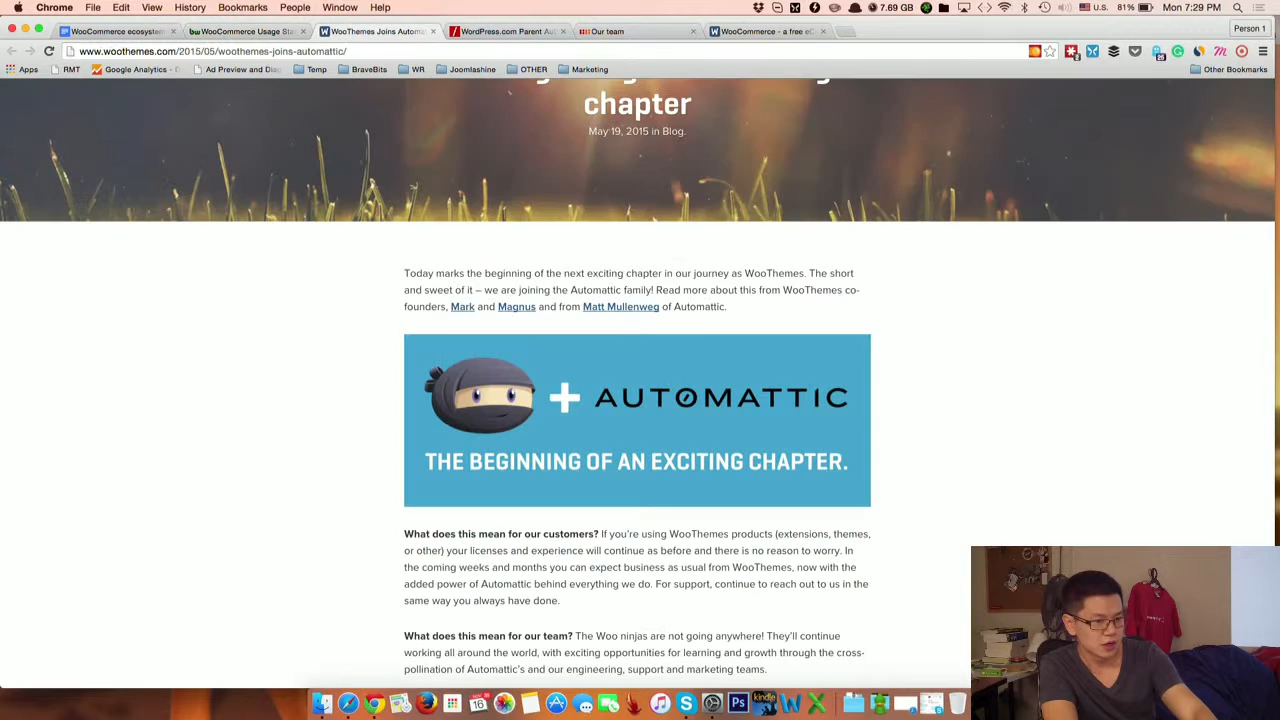 Chrome File Edit View History Bookmarks People Window Help 7.69 GB U.S. 81% Mon 7:29 PM
WooCommerce ecosystem WooCommerce Usage Sta WooThemes Joins Automat WordPress.com Parent Aut Our team WooCommerce - a free eC Person 1
www.woothemes.com/2015/05/woothemes-joins-automattic/
Apps RMT Google Analytics - Ad Preview and Diag Temp BraveBits WR Joomlashine OTHER Marketing Other Bookmarks
chapter
May 19, 2015 in Blog.
Today marks the beginning of the next exciting chapter in our journey as WooThemes. The short
and sweet of it – we are joining the Automattic family! Read more about this from WooThemes co-
founders, Mark and Magnus and from Matt Mullenweg of Automattic.
+ AUTOMATTIC
THE BEGINNING OF AN EXCITING CHAPTER.
What does this mean for our customers? If you're using WooThemes products (extensions, themes,
or other) your licenses and experience will continue as before and there is no reason to worry. In
the coming weeks and months you can expect business as usual from WooThemes, now with the
added power of Automattic behind everything we do. For support, continue to reach out to us in the
same way you always have done.
What does this mean for our team? The Woo ninjas are not going anywhere! They'll continue
working all around the world, with exciting opportunities for learning and growth through the cross-
pollination of Automattic's and our engineering, support and marketing teams.